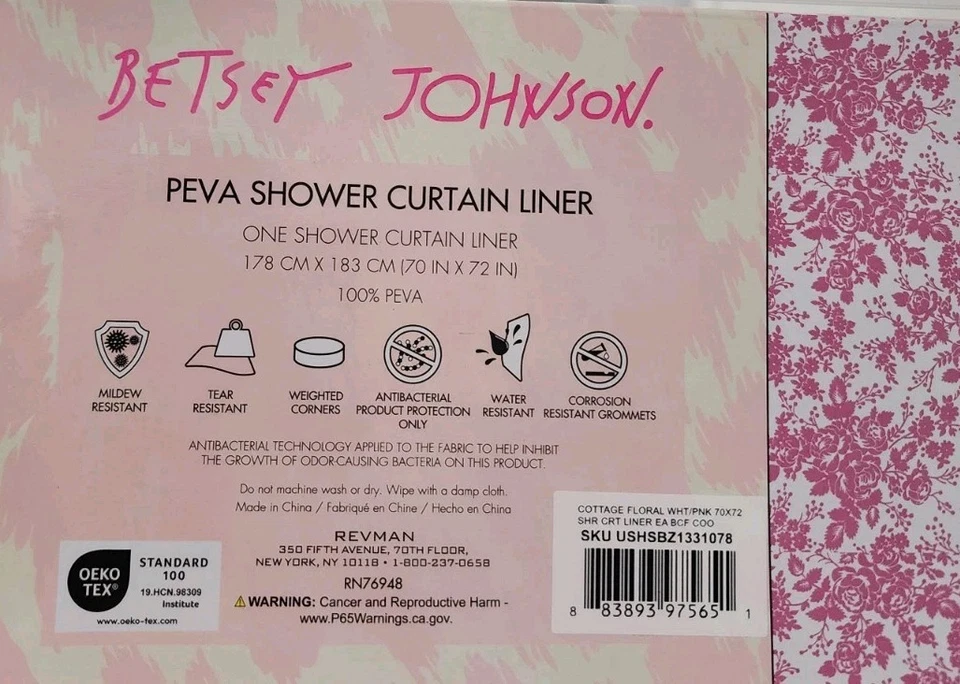 BETSEY JOHNSON.
PEVA SHOWER CURTAIN LINER
ONE SHOWER CURTAIN LINER
178 CM X 183 CM (70 IN X 72 IN)
100% PEVA
MILDEW
RESISTANT
TEAR
RESISTANT
WEIGHTED
CORNERS
ANTIBACTERIAL
PRODUCT PROTECTION
ONLY
WATER
RESISTANT
CORROSION
RESISTANT GROMMETS
ANTIBACTERIAL TECHNOLOGY APPLIED TO THE FABRIC TO HELP INHIBIT
THE GROWTH OF ODOR-CAUSING BACTERIA ON THIS PRODUCT.
Do not machine wash or dry. Wipe with a damp cloth.
Made in China / Fabriqué en Chine / Hecho en China
REVMAN
350 FIFTH AVENUE, 70TH FLOOR,
NEW YORK, NY 10118 • 1-800-237-0658
RN76948
⚠WARNING: Cancer and Reproductive Harm -
www.P65Warnings.ca.gov.
OEKO
TEX®
STANDARD
100
19.HCN.98309
Institute
www.oeko-tex.com
COTTAGE FLORAL WHT/PNK 70X72
SHR CRT LINER EA BCF COO
SKU USHSBZ1331078
8 83893 97565 1